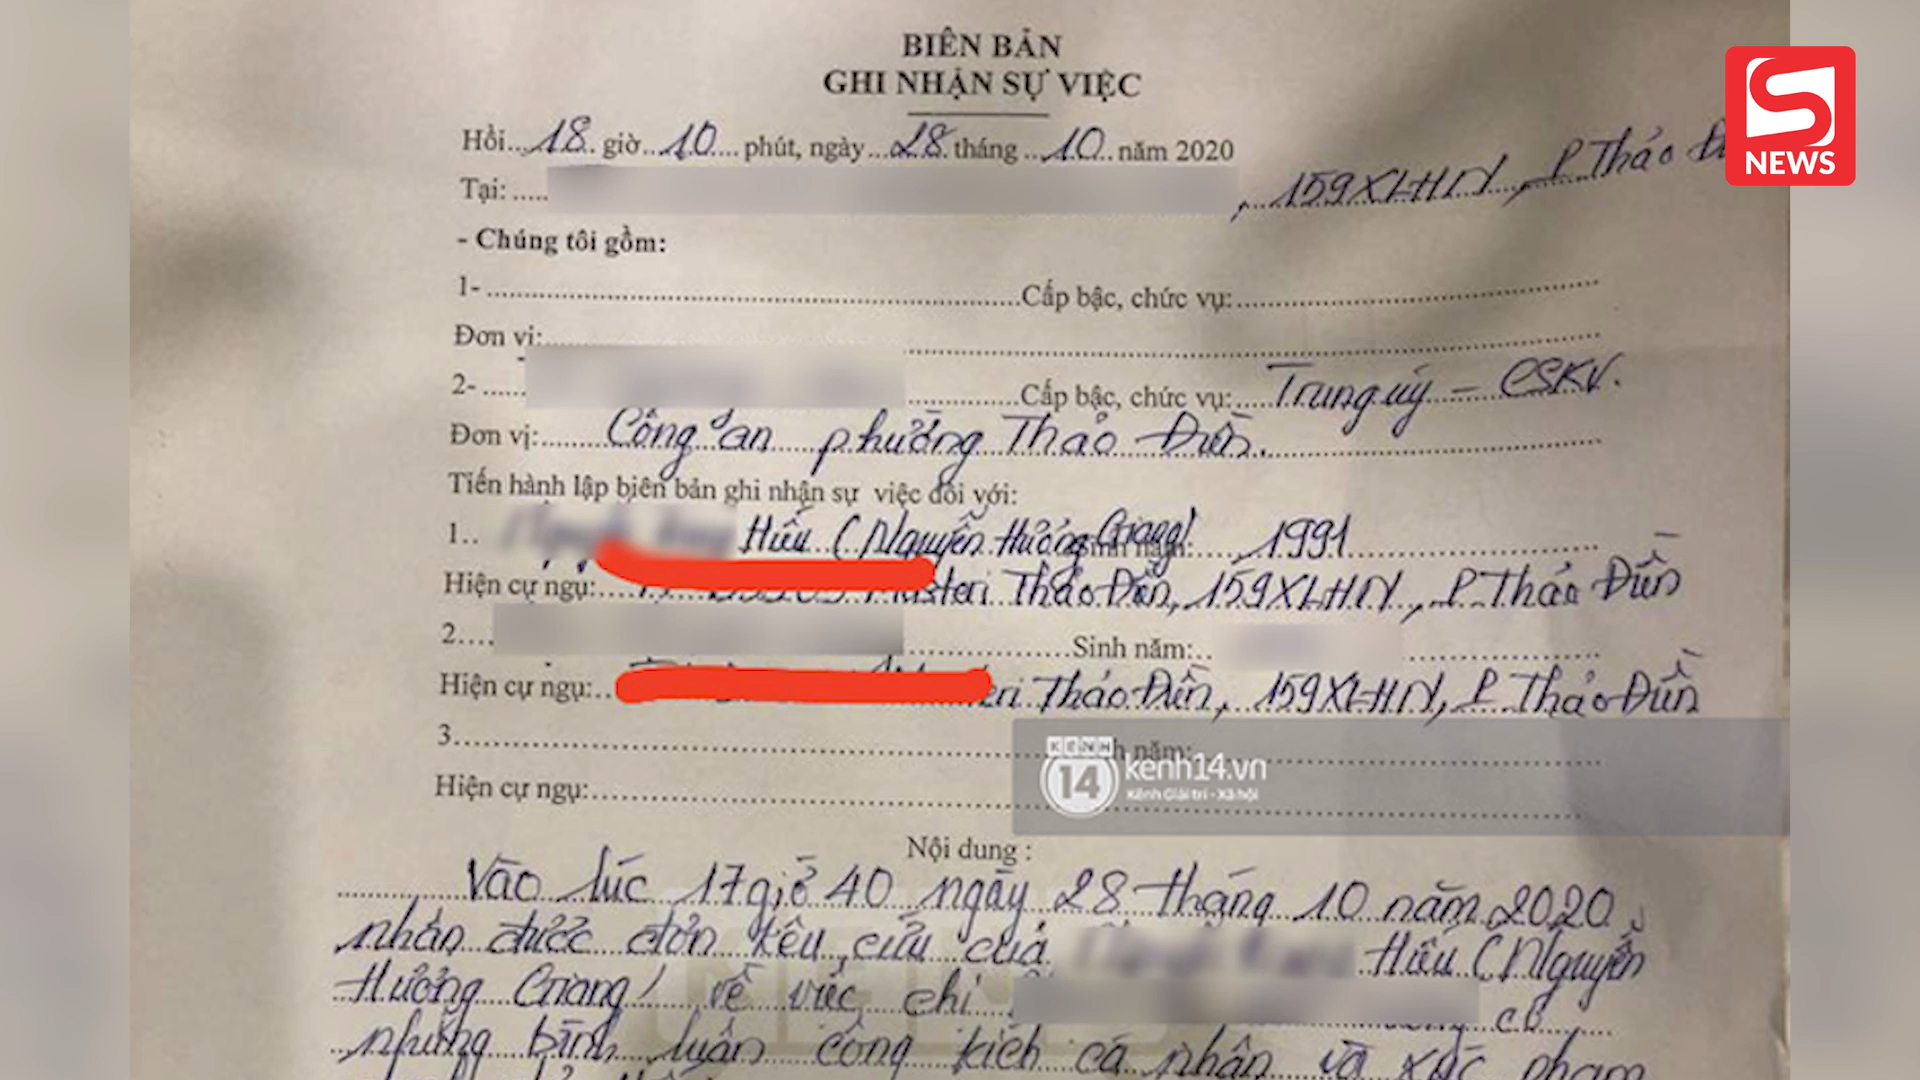 BIÊN BẢN
GHI NHẬN SỰ VIỆC
S
NEWS
Hồi...18...giờ...10...phút, ngày...28...tháng...10...năm 2020
Tại:....., 159XLHN, P Thảo
- Chúng tôi gồm:
1-..........Cấp bậc, chức vụ:..........
Đơn vị:..........
2-..........Cấp bậc, chức vụ:...Trung úy - CSKV.
Đơn vị:...Công an phường Thảo Điền.
Tiến hành lập biên bản ghi nhận sự việc đối với:
1... Hiếu (Nguyễn Hương Giang) Sinh năm:...1991
Hiện cư ngụ:... Masteri Thảo Điền, 159XLHN, P Thảo Điền
2....Sinh năm:...
Hiện cư ngụ:... Thảo Điền, 159XLHN, P Thảo Điền
3..........năm:..........
KENH 14 kenh14.vn
Kênh Giải trí - Xã hội
Hiện cư ngụ:..........
Nội dung :
Vào lúc 17 giờ 40 ngày 28 tháng 10 năm 2020,
nhận được đơn kêu cứu của Hiếu (Nguyễn
Hương Giang) về việc chị có
những bình luận công kích cá nhân và xúc phạm